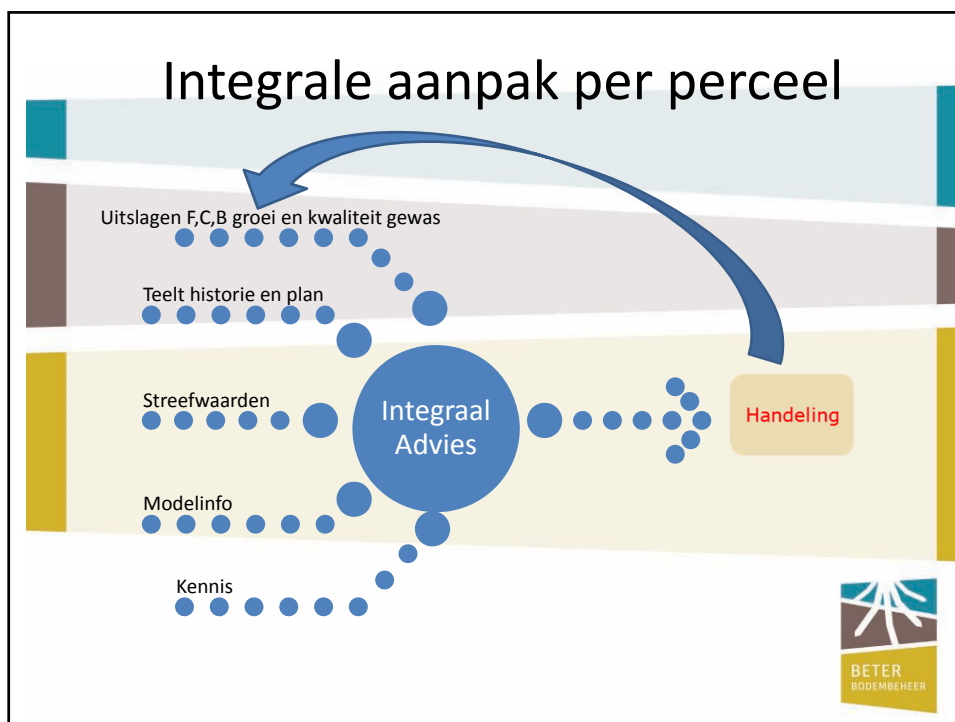 Integrale aanpak per perceel
Uitslagen F,C,B groei en kwaliteit gewas
Teelt historie en plan
Streefwaarden
Modelinfo
Kennis
Integraal
Advies
Handeling
BETER
BODEMBEHEER